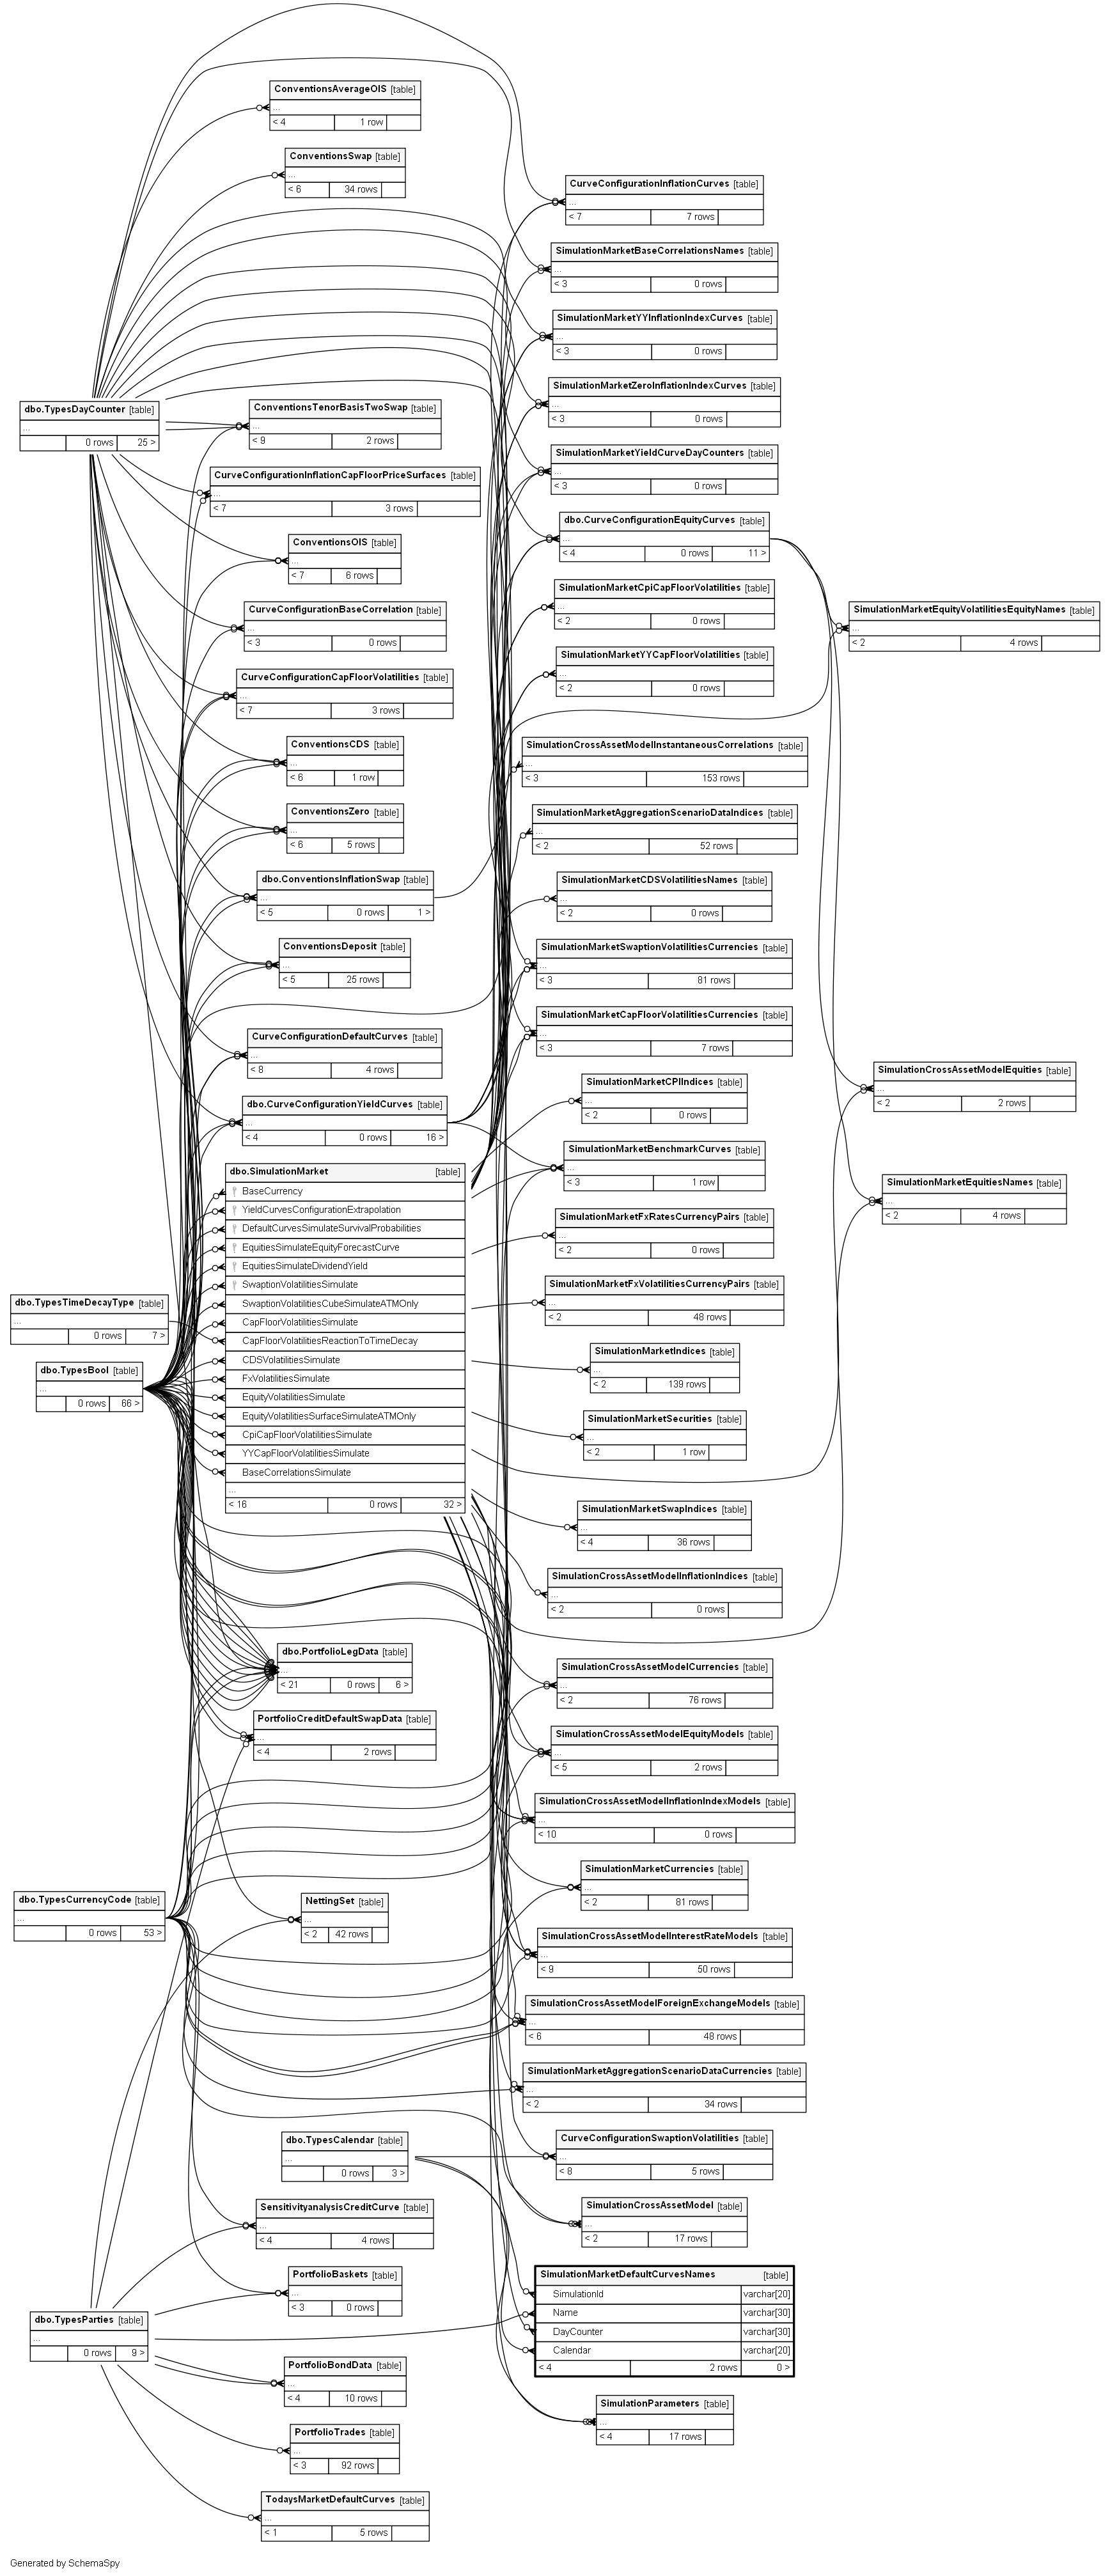 ConventionsAverageOIS [table]
...
< 4 1 row
ConventionsSwap [table]
...
< 6 34 rows
CurveConfigurationInflationCurves [table]
...
< 7 7 rows
SimulationMarketBaseCorrelationsNames [table]
...
< 3 0 rows
SimulationMarketYYInflationIndexCurves [table]
...
< 3 0 rows
SimulationMarketZeroInflationIndexCurves [table]
...
< 3 0 rows
dbo.TypesDayCounter [table]
...
0 rows 25 >
ConventionsTenorBasisTwoSwap [table]
...
< 9 2 rows
SimulationMarketYieldCurveDayCounters [table]
...
< 3 0 rows
CurveConfigurationInflationCapFloorPriceSurfaces [table]
...
< 7 3 rows
dbo.CurveConfigurationEquityCurves [table]
...
< 4 0 rows 11 >
ConventionsOIS [table]
...
< 7 6 rows
SimulationMarketCpiCapFloorVolatilities [table]
...
< 2 0 rows
CurveConfigurationBaseCorrelation [table]
...
< 3 0 rows
SimulationMarketEquityVolatilitiesEquityNames [table]
...
< 2 4 rows
SimulationMarketYYCapFloorVolatilities [table]
...
< 2 0 rows
CurveConfigurationCapFloorVolatilities [table]
...
< 7 3 rows
ConventionsCDS [table]
...
< 6 1 row
SimulationCrossAssetModelInstantaneousCorrelations [table]
...
< 3 153 rows
ConventionsZero [table]
...
< 6 5 rows
SimulationMarketAggregationScenarioDataIndices [table]
...
< 2 52 rows
dbo.ConventionsInflationSwap [table]
...
< 5 0 rows 1 >
SimulationMarketCDSVolatilitiesNames [table]
...
< 2 0 rows
ConventionsDeposit [table]
...
< 5 25 rows
SimulationMarketSwaptionVolatilitiesCurrencies [table]
...
< 3 81 rows
CurveConfigurationDefaultCurves [table]
...
< 8 4 rows
SimulationMarketCapFloorVolatilitiesCurrencies [table]
...
< 3 7 rows
SimulationCrossAssetModelEquities [table]
...
< 2 2 rows
SimulationMarketCPIIndices [table]
...
< 2 0 rows
dbo.CurveConfigurationYieldCurves [table]
...
< 4 0 rows 16 >
SimulationMarketBenchmarkCurves [table]
...
< 3 1 row
SimulationMarketEquitiesNames [table]
...
< 2 4 rows
dbo.SimulationMarket [table]
BaseCurrency
YieldCurvesConfigurationExtrapolation
DefaultCurvesSimulateSurvivalProbabilities
EquitiesSimulateEquityForecastCurve
EquitiesSimulateDividendYield
SwaptionVolatilitiesSimulate
SwaptionVolatilitiesCubeSimulateATMOnly
CapFloorVolatilitiesSimulate
CapFloorVolatilitiesReactionToTimeDecay
CDSVolatilitiesSimulate
FxVolatilitiesSimulate
EquityVolatilitiesSimulate
EquityVolatilitiesSurfaceSimulateATMOnly
CpiCapFloorVolatilitiesSimulate
YYCapFloorVolatilitiesSimulate
BaseCorrelationsSimulate
...
< 16 0 rows 32 >
SimulationMarketFxRatesCurrencyPairs [table]
...
< 2 0 rows
SimulationMarketFxVolatilitiesCurrencyPairs [table]
...
< 2 48 rows
dbo.TypesTimeDecayType [table]
...
0 rows 7 >
SimulationMarketIndices [table]
...
< 2 139 rows
dbo.TypesBool [table]
...
0 rows 66 >
SimulationMarketSecurities [table]
...
< 2 1 row
SimulationMarketSwapIndices [table]
...
< 4 36 rows
SimulationCrossAssetModelInflationIndices [table]
...
< 2 0 rows
dbo.PortfolioLegData [table]
...
< 21 0 rows 6 >
SimulationCrossAssetModelCurrencies [table]
...
< 2 76 rows
PortfolioCreditDefaultSwapData [table]
...
< 4 2 rows
SimulationCrossAssetModelEquityModels [table]
...
< 5 2 rows
SimulationCrossAssetModelInflationIndexModels [table]
...
< 10 0 rows
SimulationMarketCurrencies [table]
...
< 2 81 rows
dbo.TypesCurrencyCode [table]
...
0 rows 53 >
NettingSet [table]
...
< 2 42 rows
SimulationCrossAssetModelInterestRateModels [table]
...
< 9 50 rows
SimulationCrossAssetModelForeignExchangeModels [table]
...
< 6 48 rows
SimulationMarketAggregationScenarioDataCurrencies [table]
...
< 2 34 rows
dbo.TypesCalendar [table]
...
0 rows 3 >
CurveConfigurationSwaptionVolatilities [table]
...
< 8 5 rows
SensitivityanalysisCreditCurve [table]
...
< 4 4 rows
SimulationCrossAssetModel [table]
...
< 2 17 rows
PortfolioBaskets [table]
...
< 3 0 rows
SimulationMarketDefaultCurvesNames [table]
SimulationId varchar[20]
Name varchar[30]
DayCounter varchar[30]
Calendar varchar[20]
< 4 2 rows 0 >
dbo.TypesParties [table]
...
0 rows 9 >
PortfolioBondData [table]
...
< 4 10 rows
SimulationParameters [table]
...
< 4 17 rows
PortfolioTrades [table]
...
< 3 92 rows
TodaysMarketDefaultCurves [table]
...
< 1 5 rows
Generated by SchemaSpy